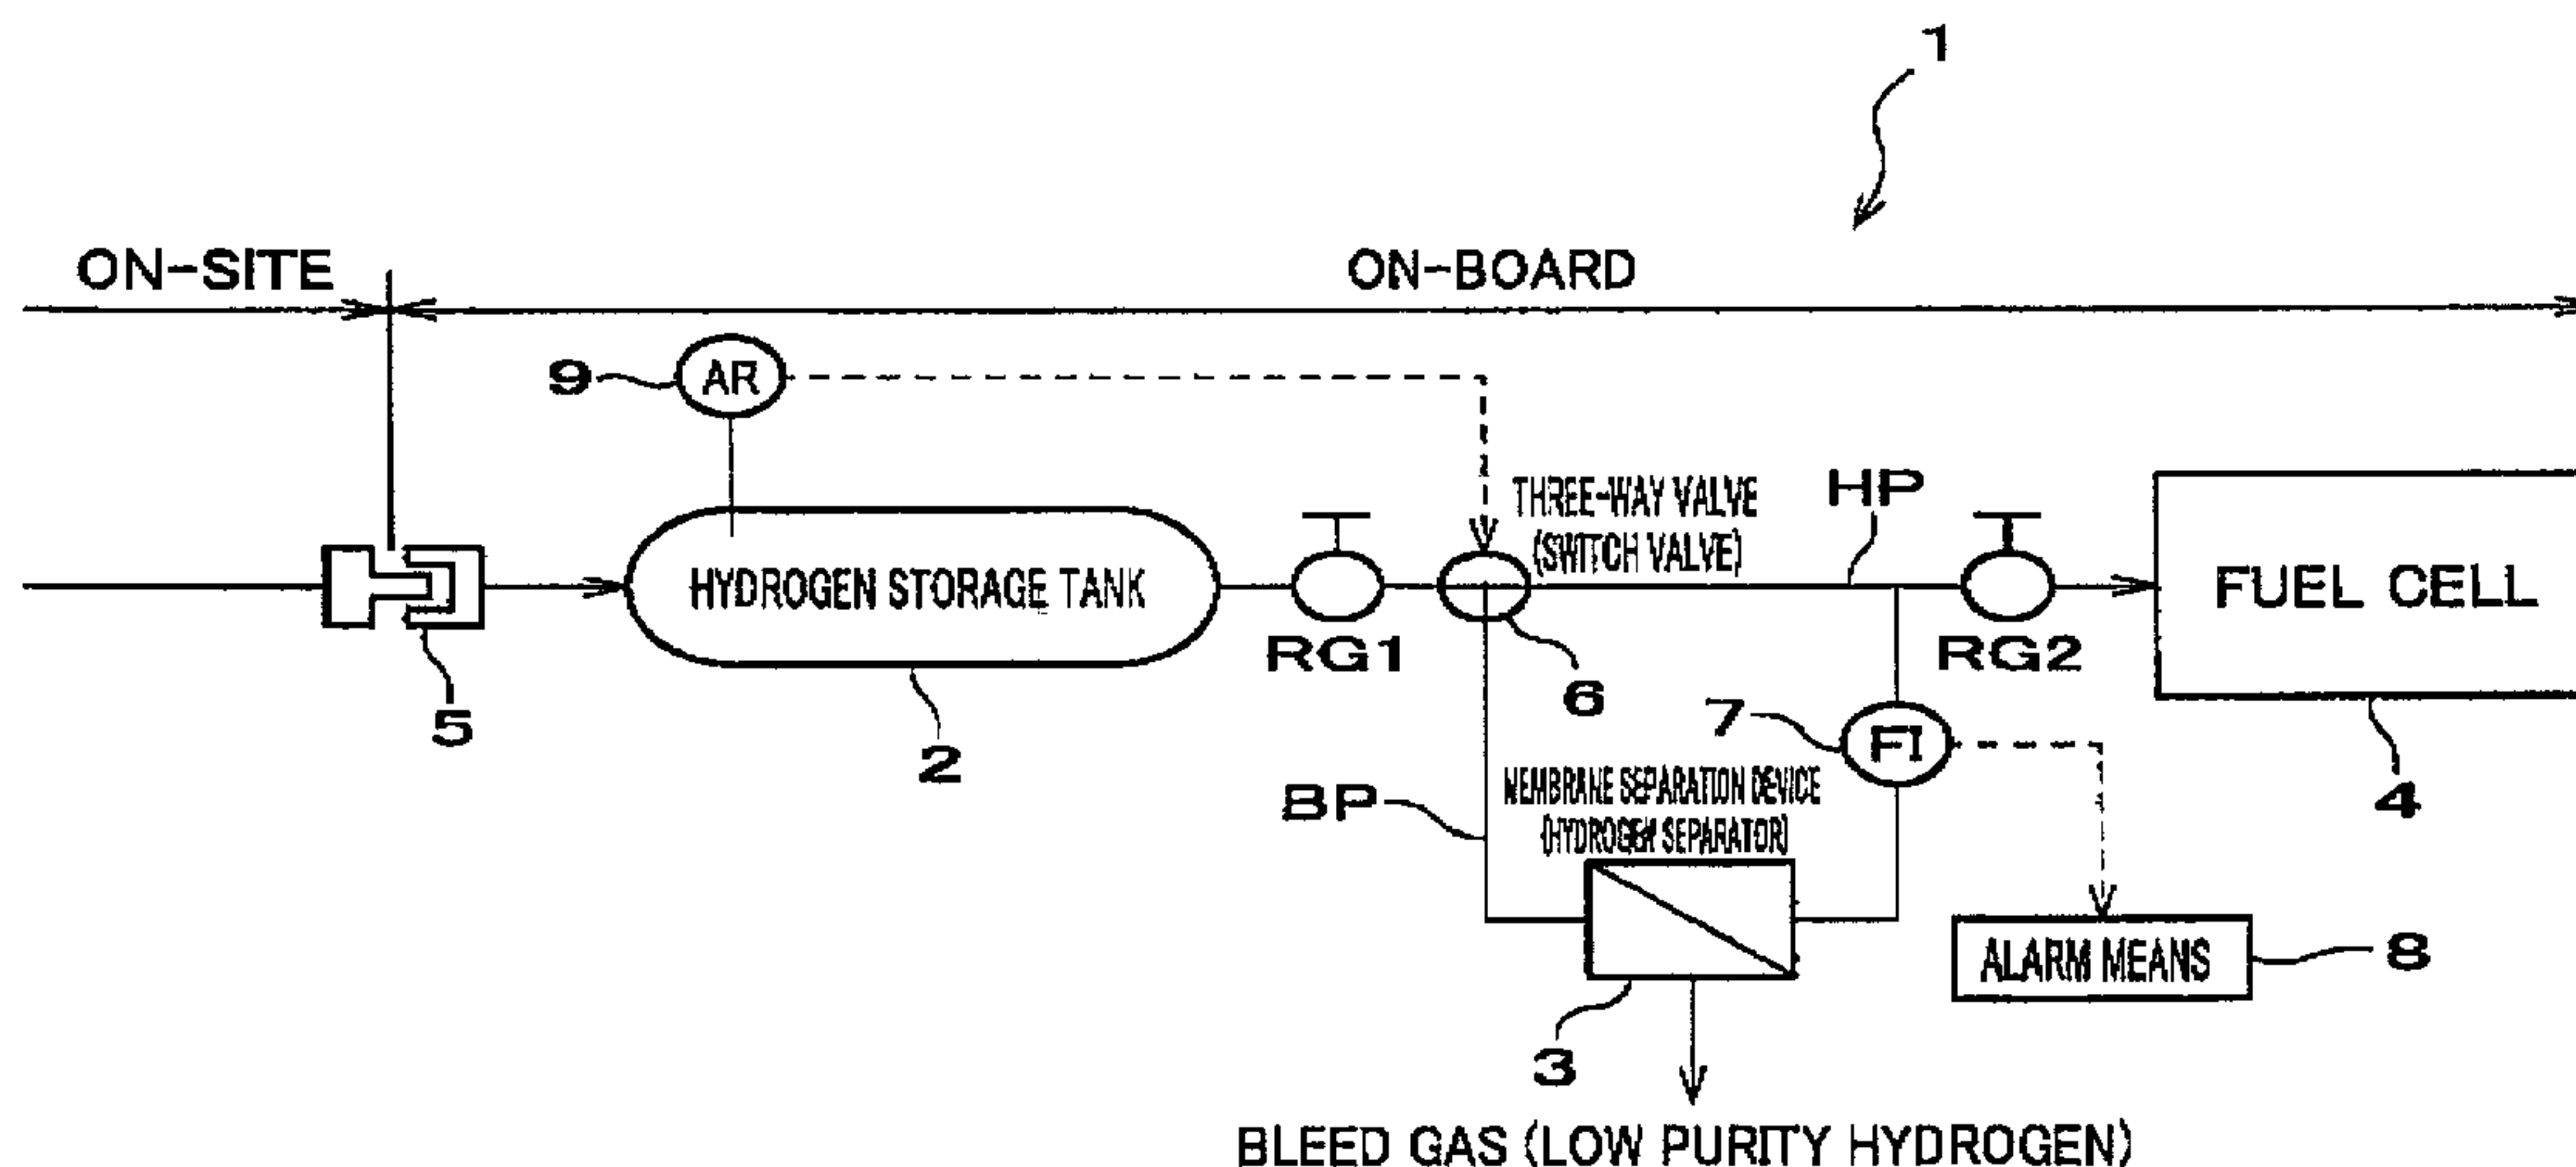 1
ON-SITE
ON-BOARD
9
AR
THREE-WAY VALVE
(SWITCH VALVE)
HP
HYDROGEN STORAGE TANK
FUEL CELL
RG1
RG2
5
2
6
7
FI
4
BP
MEMBRANE SEPARATION DEVICE
(HYDROGEN SEPARATOR)
ALARM MEANS
8
3
BLEED GAS (LOW PURITY HYDROGEN)